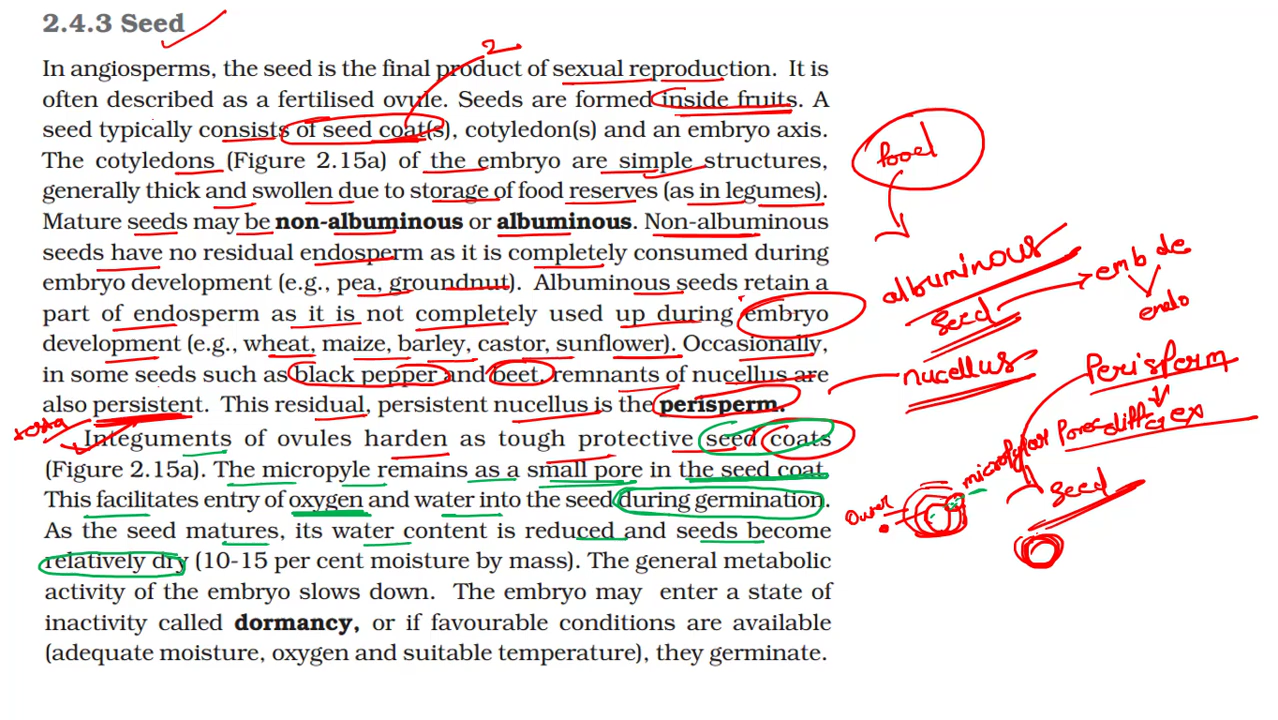 2.4.3 Seed
2
In angiosperms, the seed is the final product of sexual reproduction. It is
often described as a fertilised ovule. Seeds are formed inside fruits. A
seed typically consists of seed coat(s), cotyledon(s) and an embryo axis.
The cotyledons (Figure 2.15a) of the embryo are simple structures,
generally thick and swollen due to storage of food reserves (as in legumes).
Mature seeds may be non-albuminous or albuminous. Non-albuminous
seeds have no residual endosperm as it is completely consumed during
embryo development (e.g., pea, groundnut). Albuminous seeds retain a
part of endosperm as it is not completely used up during embryo
development (e.g., wheat, maize, barley, castor, sunflower). Occasionally,
in some seeds such as black pepper and beet, remnants of nucellus are
also persistent. This residual, persistent nucellus is the perisperm.
Integuments of ovules harden as tough protective seed coats
(Figure 2.15a). The micropyle remains as a small pore in the seed coat.
This facilitates entry of oxygen and water into the seed during germination.
As the seed matures, its water content is reduced and seeds become
relatively dry (10-15 per cent moisture by mass). The general metabolic
activity of the embryo slows down. The embryo may enter a state of
inactivity called dormancy, or if favourable conditions are available
(adequate moisture, oxygen and suitable temperature), they germinate.
food
albuminous
seed
emb de
endo
nucellus
Perisperm
Pore
seed
Outer